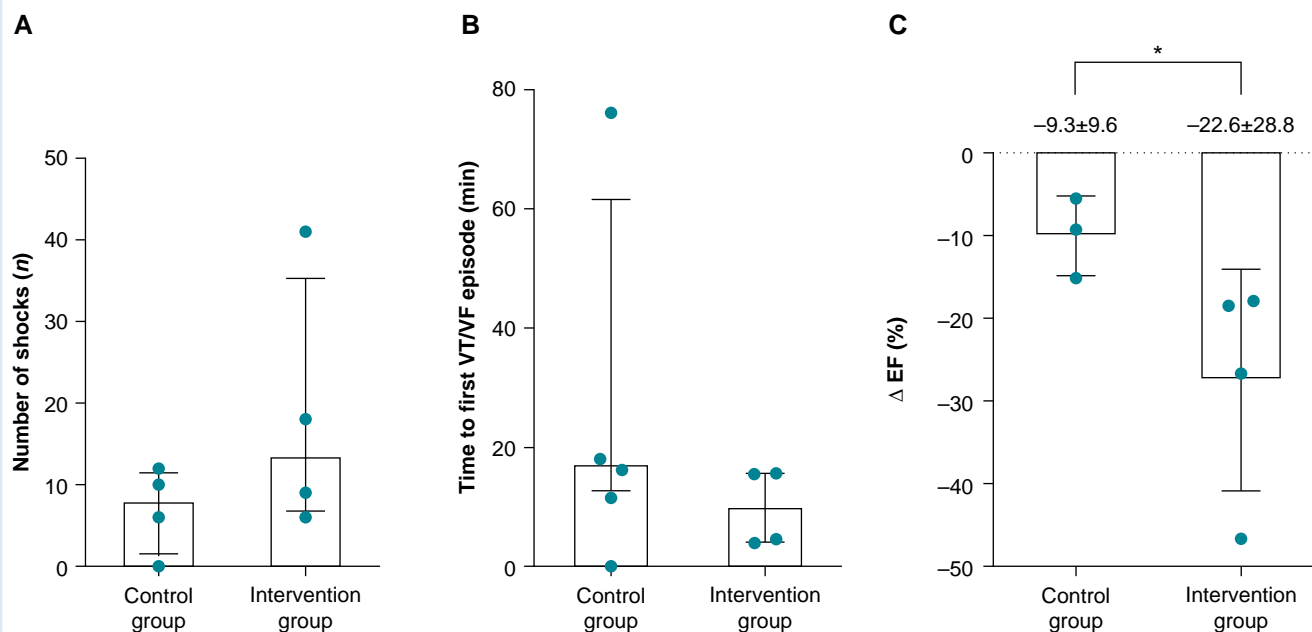 A
Number of shocks (n)
50
40
30
20
10
0
Control
group
Intervention
group
B
Time to first VT/VF episode (min)
80
60
40
20
0
Control
group
Intervention
group
C
*
–9.3±9.6
–22.6±28.8
Δ EF (%)
0
–10
–20
–30
–40
–50
Control
group
Intervention
group